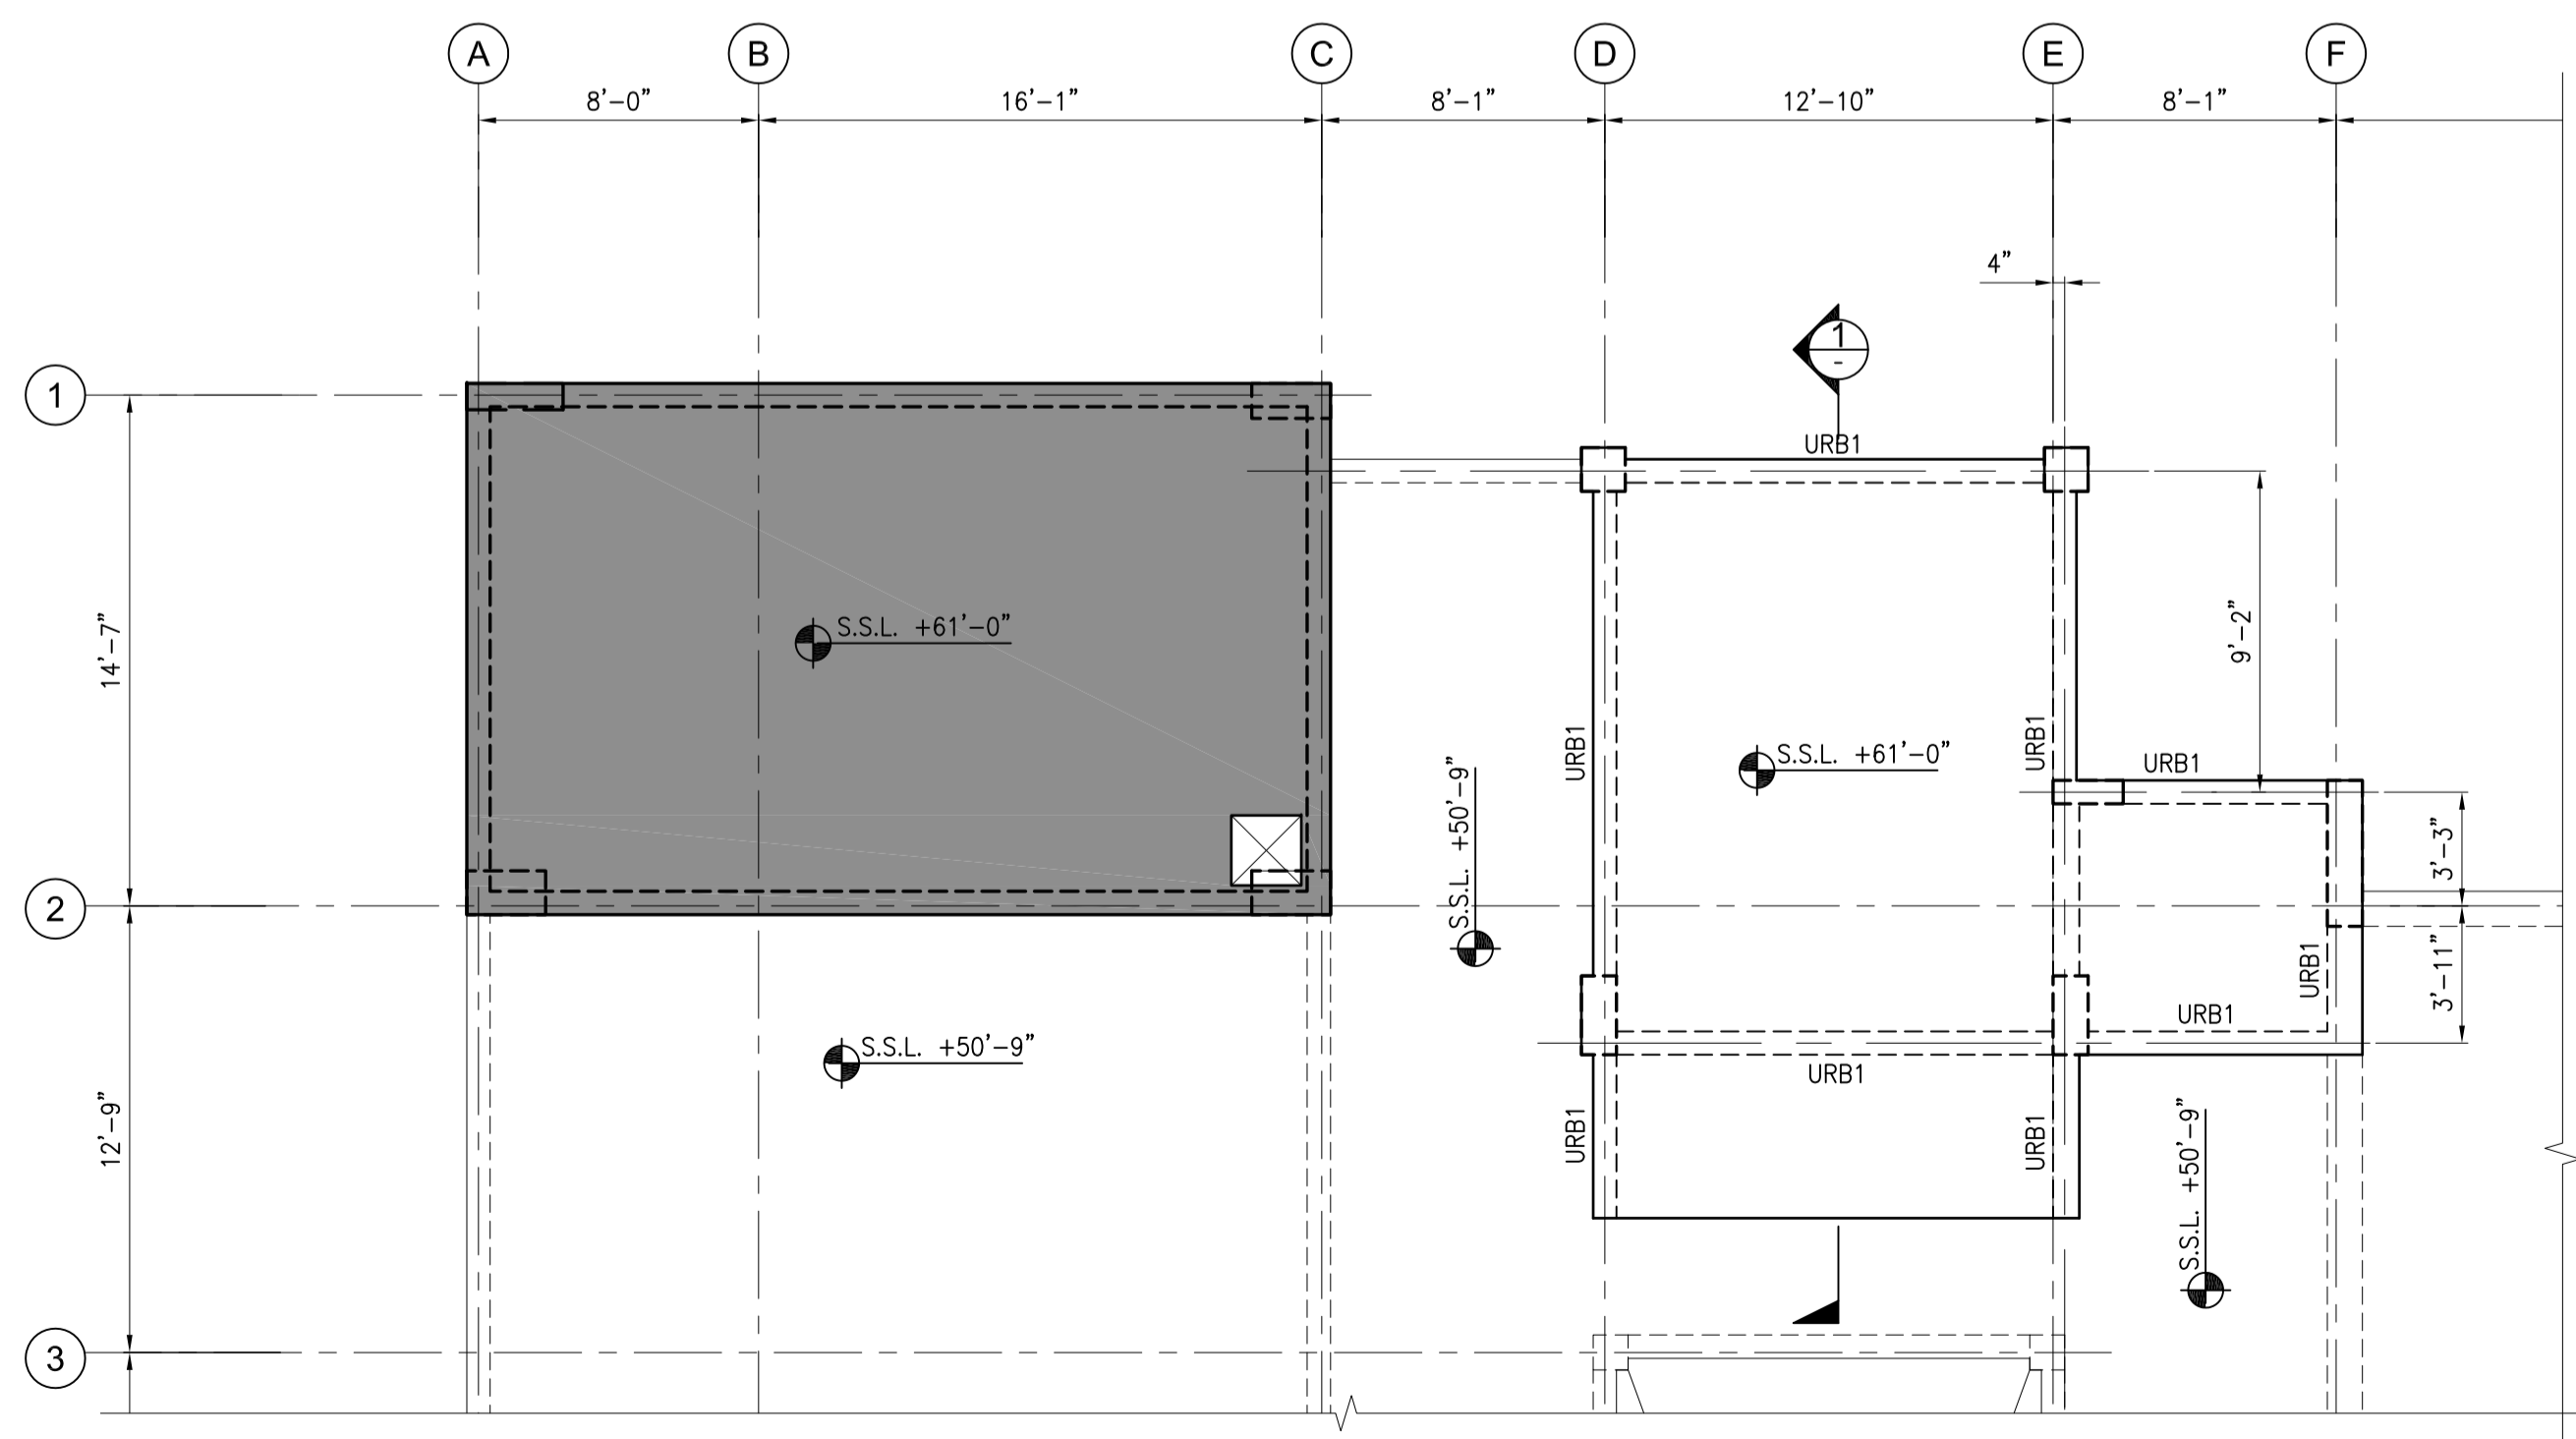 A
B
C
D
E
F
8'-0"
16'-1"
8'-1"
12'-10"
8'-1"
4"
1
1
-
URB1
14'-7"
S.S.L. +61'-0"
9'-2"
URB1
URB1
S.S.L. +61'-0"
URB1
S.S.L. +50'-9"
3'-3"
2
URB1
3'-11"
URB1
S.S.L. +50'-9"
URB1
12'-9"
URB1
URB1
S.S.L. +50'-9"
3